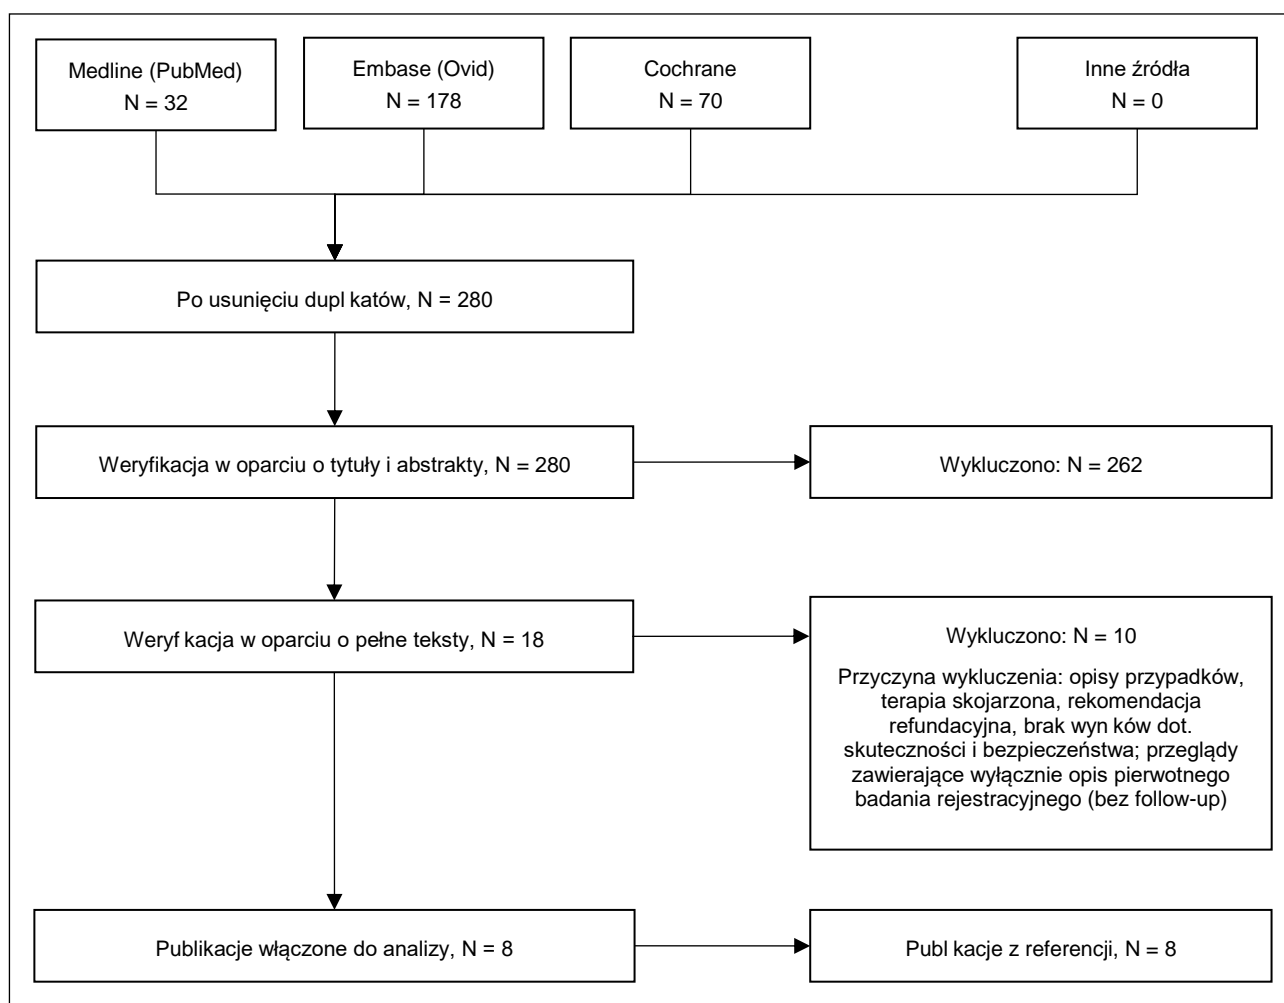 Medline (PubMed)
N = 32
Embase (Ovid)
N = 178
Cochrane
N = 70
Inne źródła
N = 0
Po usunięciu dupl katów, N = 280
Weryfikacja w oparciu o tytuły i abstrakty, N = 280
Wykluczono: N = 262
Weryf kacja w oparciu o pełne teksty, N = 18
Wykluczono: N = 10
Przyczyna wykluczenia: opisy przypadków,
terapia skojarzona, rekomendacja
refundacyjna, brak wyn ków dot.
skuteczności i bezpieczeństwa; przeglądy
zawierające wyłącznie opis pierwotnego
badania rejestracyjnego (bez follow-up)
Publikacje włączone do analizy, N = 8
Publ kacje z referencji, N = 8